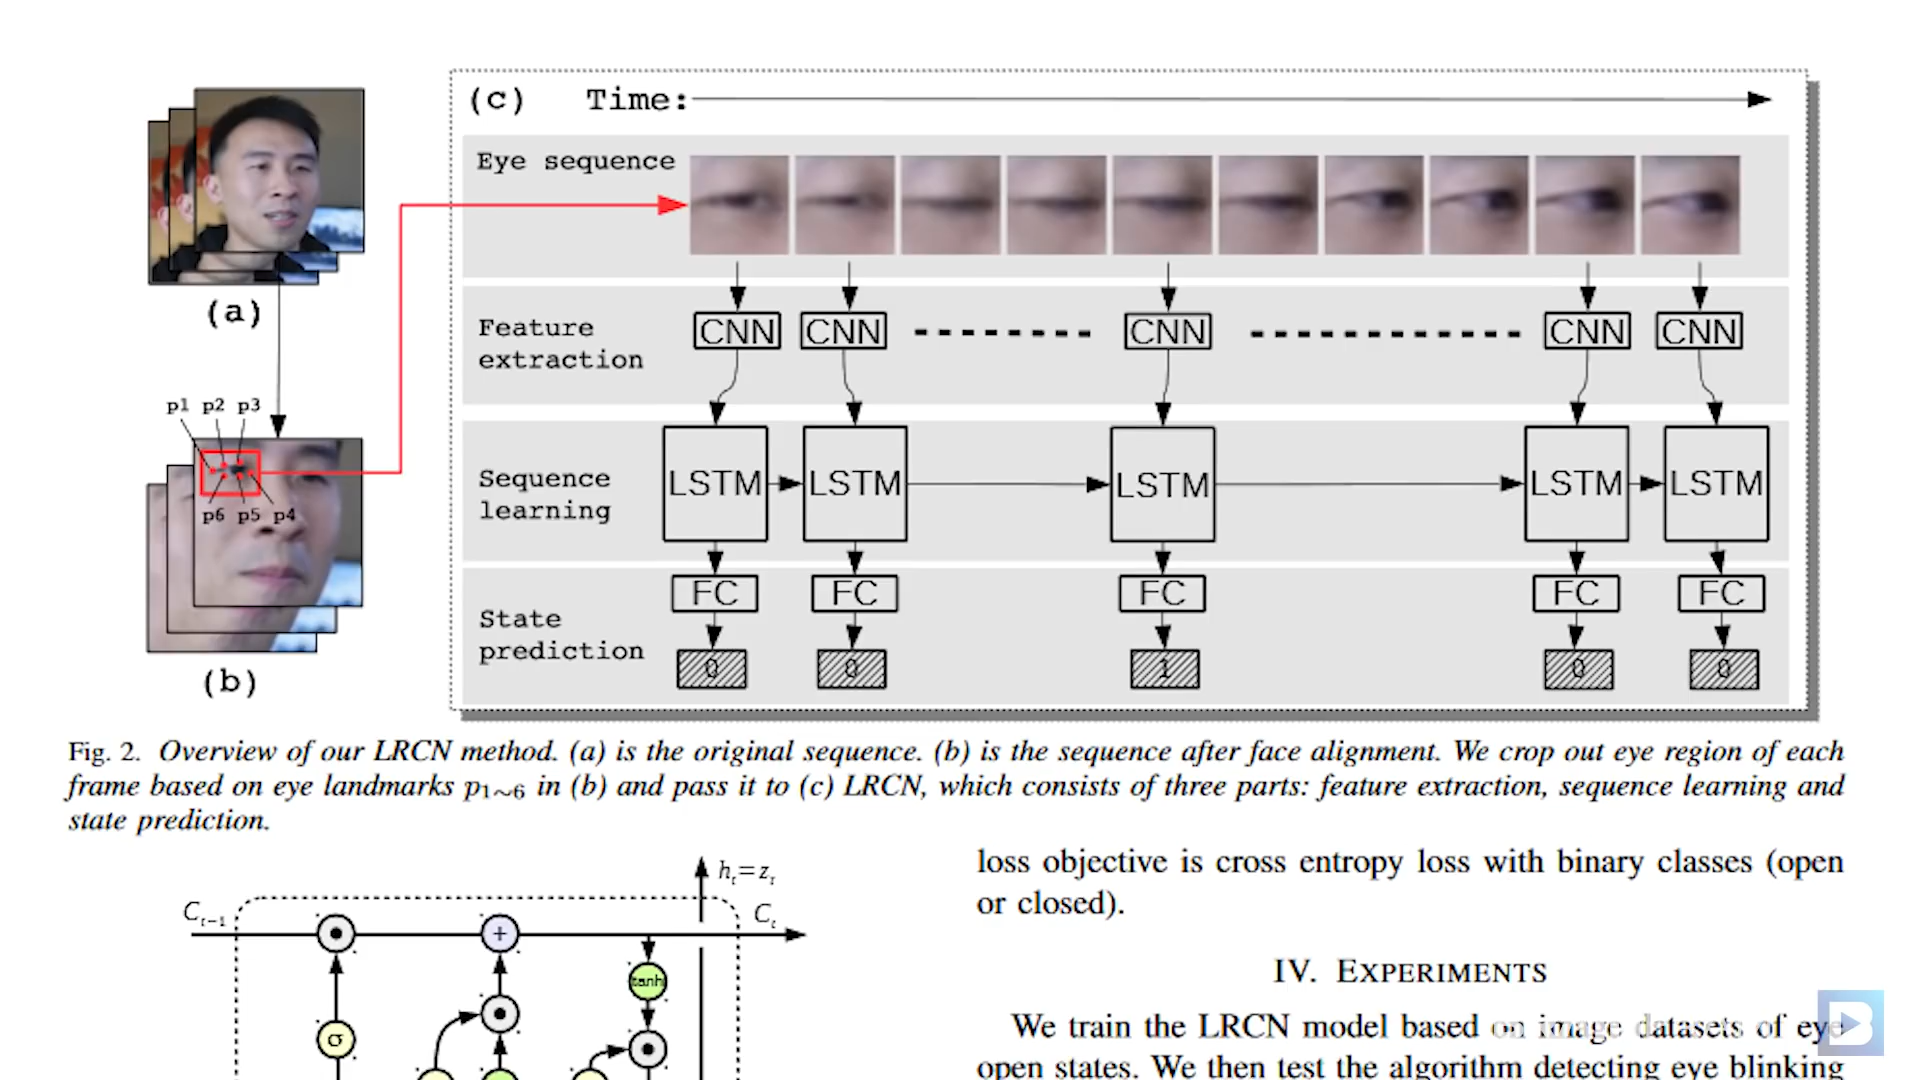 (c) Time:
Eye sequence
(a)
Feature
extraction
CNN CNN CNN CNN CNN
p1 p2 p3
p6 p5 p4
Sequence
learning
LSTM LSTM LSTM LSTM LSTM
FC FC FC FC FC
State
prediction
0 0 1 0 0
(b)
Fig. 2. Overview of our LRCN method. (a) is the original sequence. (b) is the sequence after face alignment. We crop out eye region of each
frame based on eye landmarks p1∼6 in (b) and pass it to (c) LRCN, which consists of three parts: feature extraction, sequence learning and
state prediction.
ht=zt
Ct−1
Ct
+
tanh
σ
loss objective is cross entropy loss with binary classes (open
or closed).
IV. EXPERIMENTS
We train the LRCN model based on image datasets of eye
open states. We then test the algorithm detecting eye blinking
B